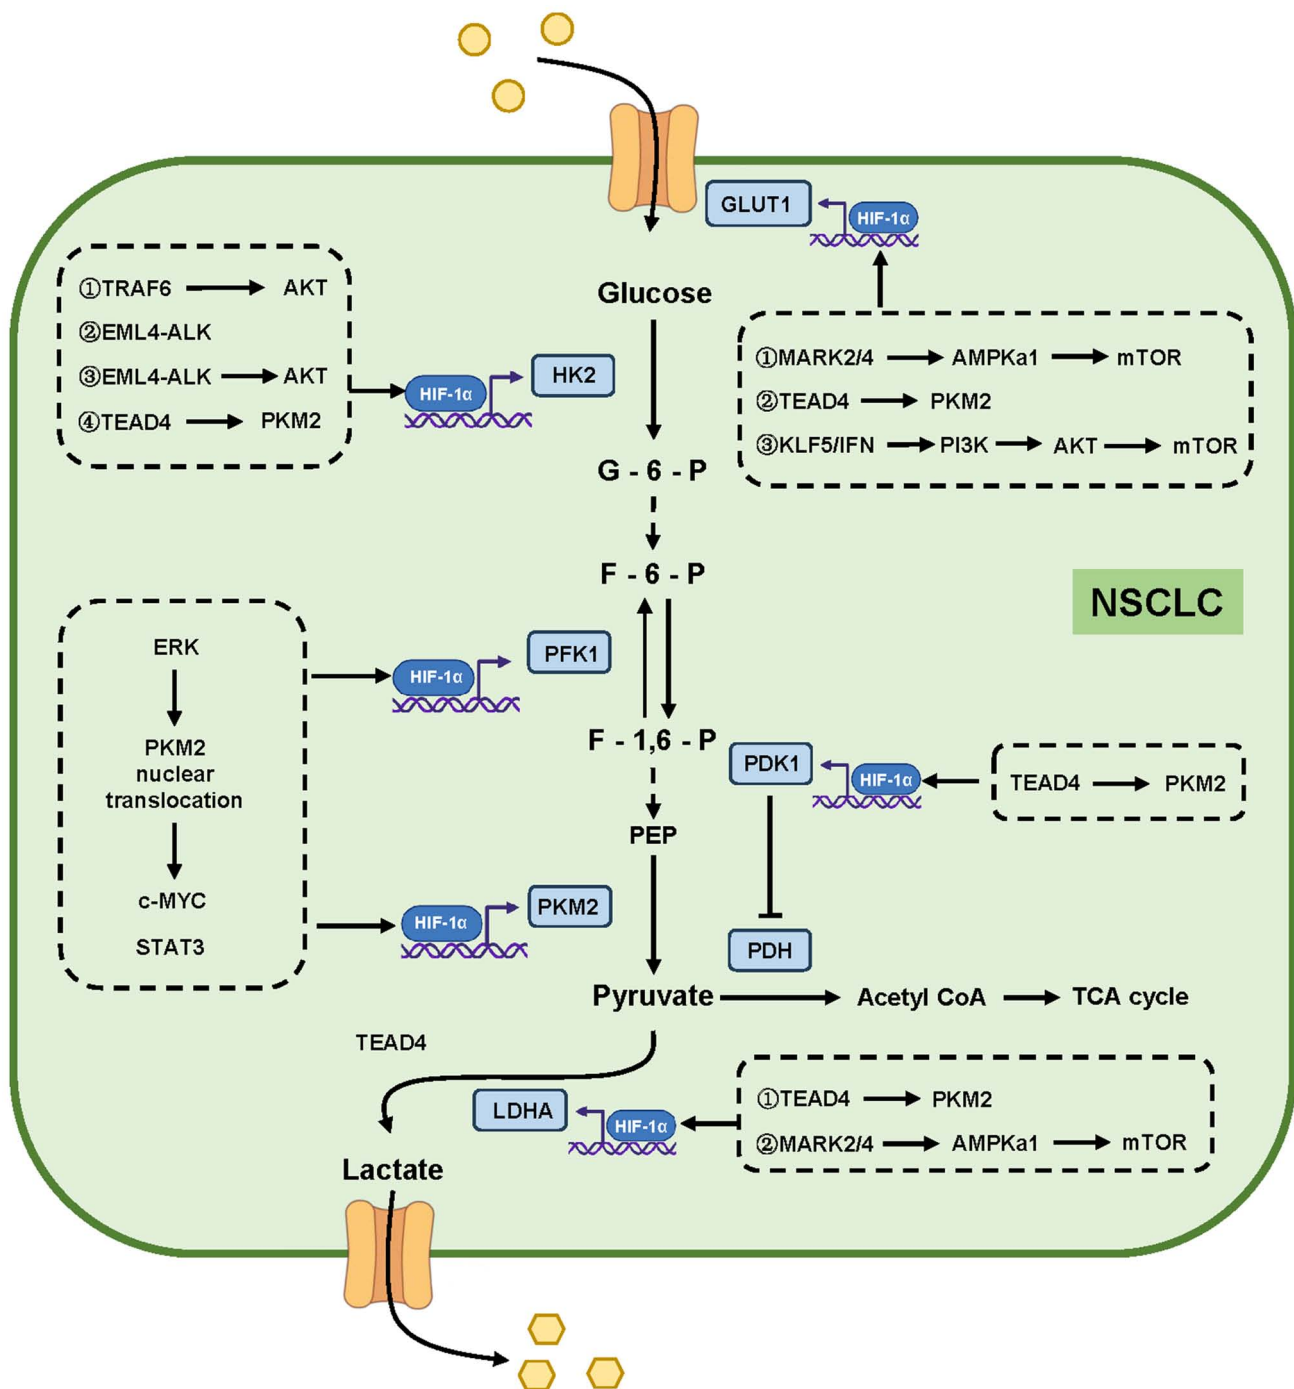 GLUT1
HIF-1α
①TRAF6 AKT
②EML4-ALK
③EML4-ALK AKT
④TEAD4 PKM2
HIF-1α
HK2
Glucose
①MARK2/4 AMPKa1 mTOR
②TEAD4 PKM2
③KLF5/IFN PI3K AKT mTOR
G - 6 - P
F - 6 - P
NSCLC
ERK
PKM2
nuclear
translocation
c-MYC
STAT3
HIF-1α
PFK1
F - 1,6 - P
PDK1
HIF-1α
TEAD4 PKM2
PEP
HIF-1α
PKM2
PDH
Pyruvate
Acetyl CoA
TCA cycle
TEAD4
LDHA
HIF-1α
①TEAD4 PKM2
②MARK2/4 AMPKa1 mTOR
Lactate